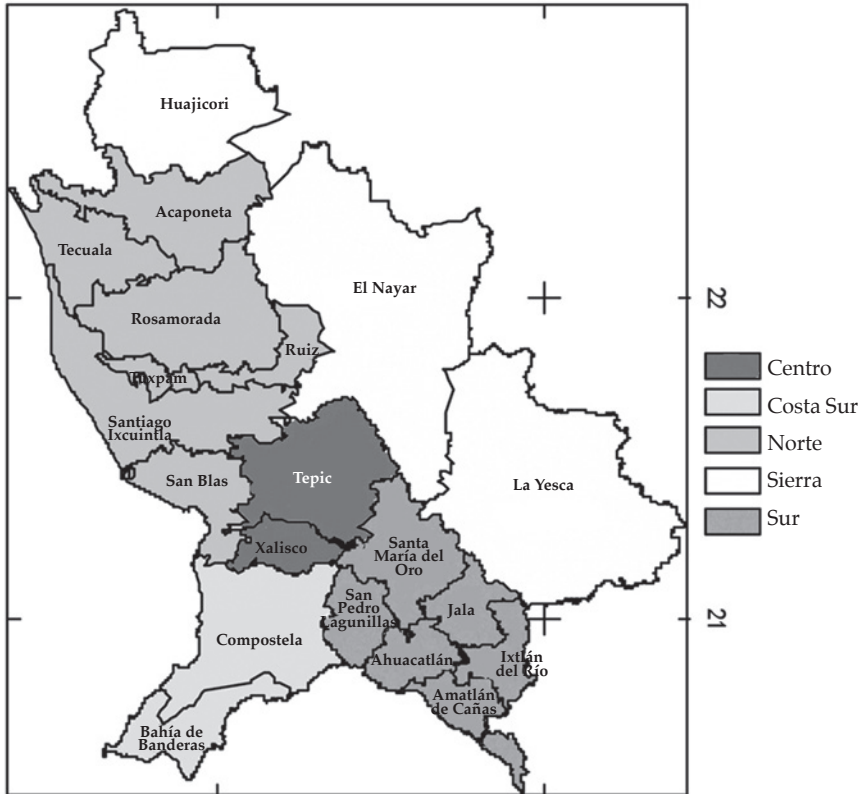 Huajicori
Acaponeta
Tecuala
El Nayar
22
Rosamorada
Ruiz
Tuxpam
Centro
Costa Sur
Santiago
Ixcuintla
Norte
San Blas
Tepic
La Yesca
Sierra
Sur
Xalisco
Santa
María del
Oro
San
Pedro
Lagunillas
Jala
21
Compostela
Ahuacatlán
Ixtlán
del Río
Amatlán
de Cañas
Bahía de
Banderas